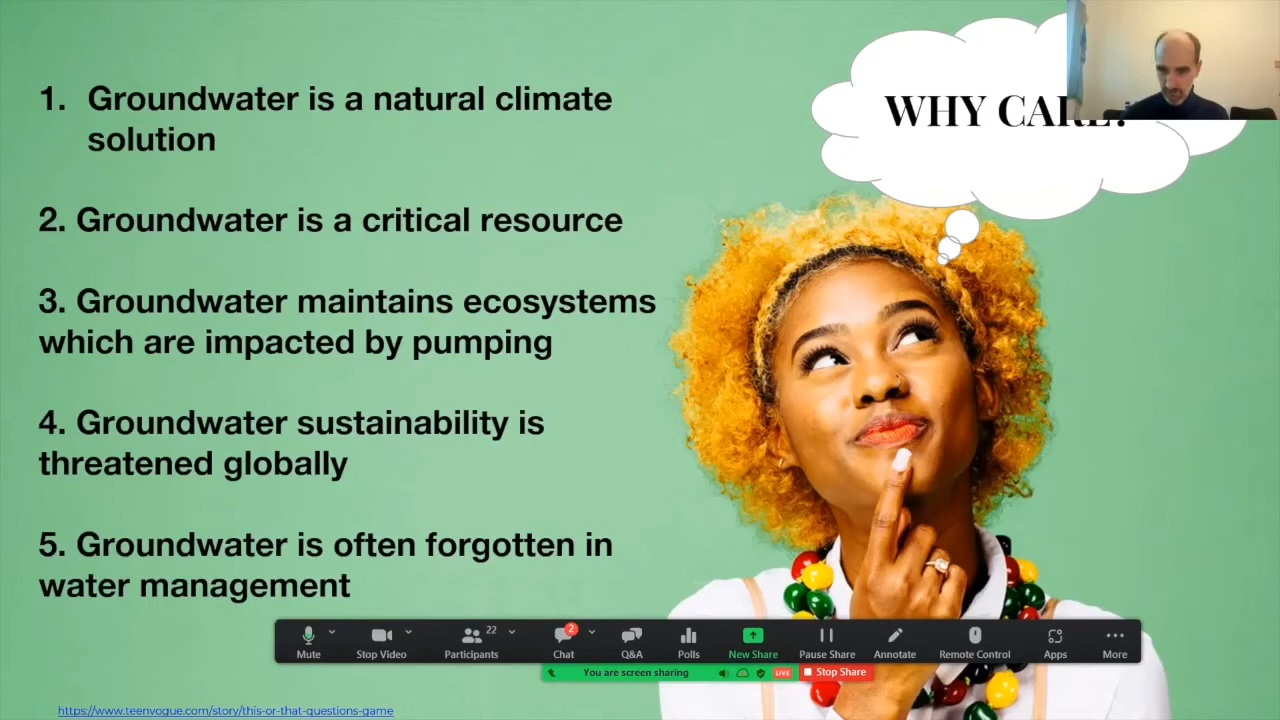 1. Groundwater is a natural climate
solution
2. Groundwater is a critical resource
3. Groundwater maintains ecosystems
which are impacted by pumping
4. Groundwater sustainability is
threatened globally
5. Groundwater is often forgotten in
water management
WHY CARE?
22
2
Mute
Stop Video
Participants
Chat
Q&A
Polls
New Share
Pause Share
Annotate
Remote Control
Apps
More
You are screen sharing
LIVE
Stop Share
https://www.teenvogue.com/story/this-or-that-questions-game